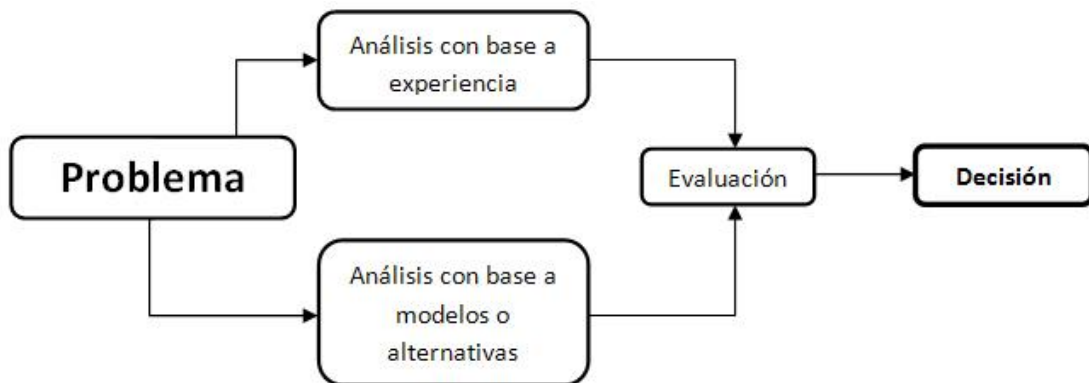 Análisis con base a
experiencia
Problema
Evaluación
Decisión
Análisis con base a
modelos o
alternativas